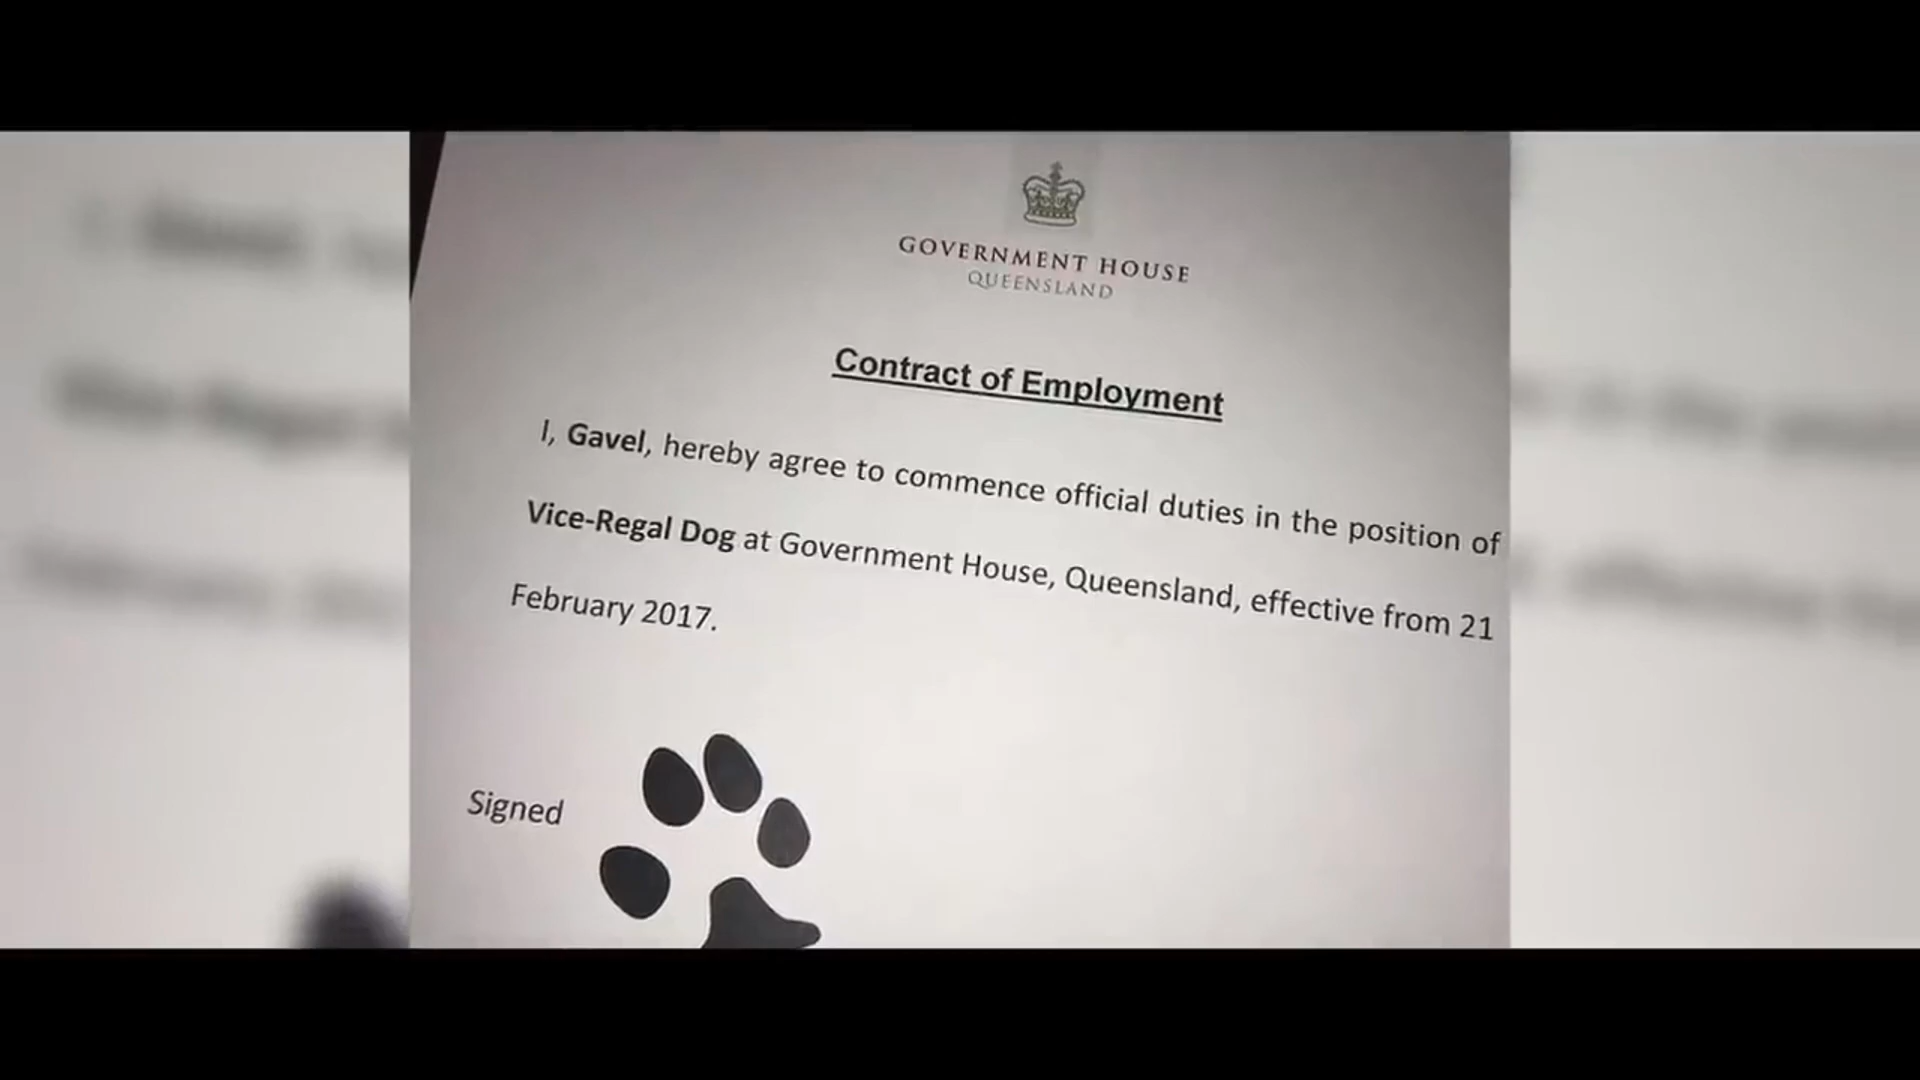 GOVERNMENT HOUSE
QUEENSLAND
Contract of Employment
I, Gavel, hereby agree to commence official duties in the position of
Vice-Regal Dog at Government House, Queensland, effective from 21
February 2017.
Signed